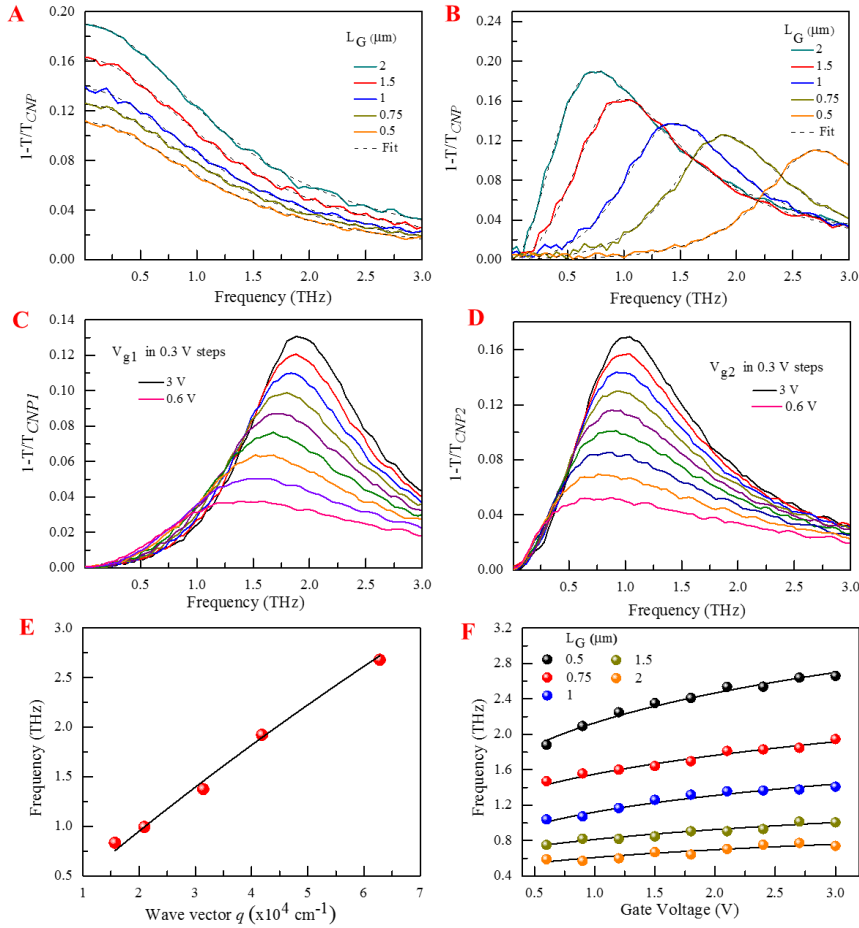 A
1-T/T_CNP
0.20
0.16
0.12
0.08
0.04
0.00
L_G (μm)
2
1.5
1
0.75
0.5
Fit
0.5 1.0 1.5 2.0 2.5 3.0
Frequency (THz)
B
1-T/T_CNP
0.24
0.20
0.16
0.12
0.08
0.04
0.00
L_G (μm)
2
1.5
1
0.75
0.5
Fit
0.5 1.0 1.5 2.0 2.5 3.0
Frequency (THz)
C
1-T/T_CNP1
0.14
0.12
0.10
0.08
0.06
0.04
0.02
0.00
V_g1 in 0.3 V steps
3 V
0.6 V
0.5 1.0 1.5 2.0 2.5 3.0
Frequency (THz)
D
1-T/T_CNP2
0.16
0.12
0.08
0.04
0.00
V_g2 in 0.3 V steps
3 V
0.6 V
0.5 1.0 1.5 2.0 2.5 3.0
Frequency (THz)
E
Frequency (THz)
3.0
2.5
2.0
1.5
1.0
0.5
1 2 3 4 5 6 7
Wave vector q (x10⁴ cm⁻¹)
F
Frequency (THz)
3.2
2.8
2.4
2.0
1.6
1.2
0.8
0.4
L_G (μm)
0.5 1.5
0.75 2
1
0.5 1.0 1.5 2.0 2.5 3.0
Gate Voltage (V)